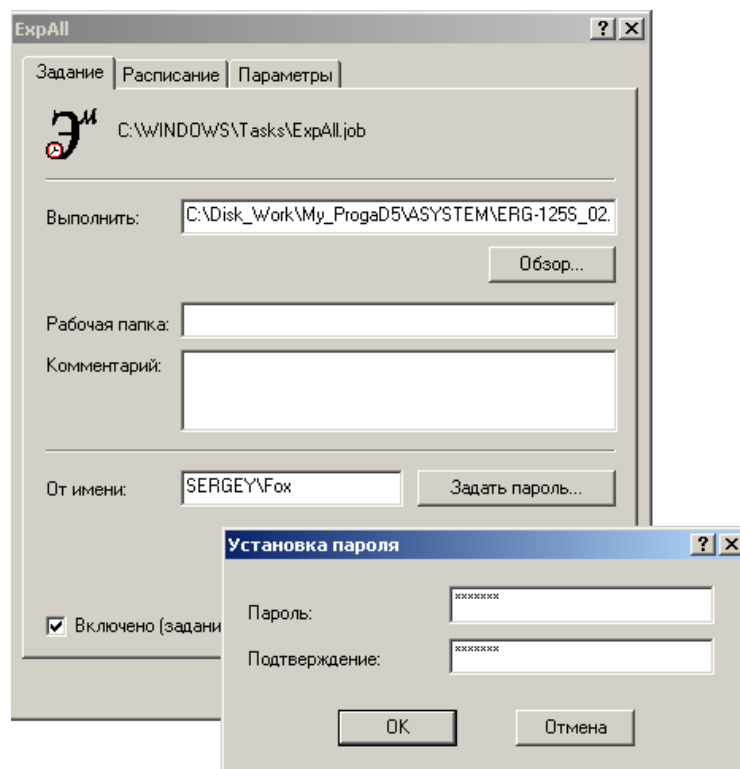 ExpAll
Задание Расписание Параметры
C:\WINDOWS\Tasks\ExpAll.job
Выполнить: C:\Disk_Work\My_ProgaD5\ASYSTEM\ERG-125S_02.
Обзор...
Рабочая папка:
Комментарий:
От имени: SERGEY\Fox Задать пароль...
Установка пароля
Пароль: *******
Включено (задани
Подтверждение: *******
OK Отмена